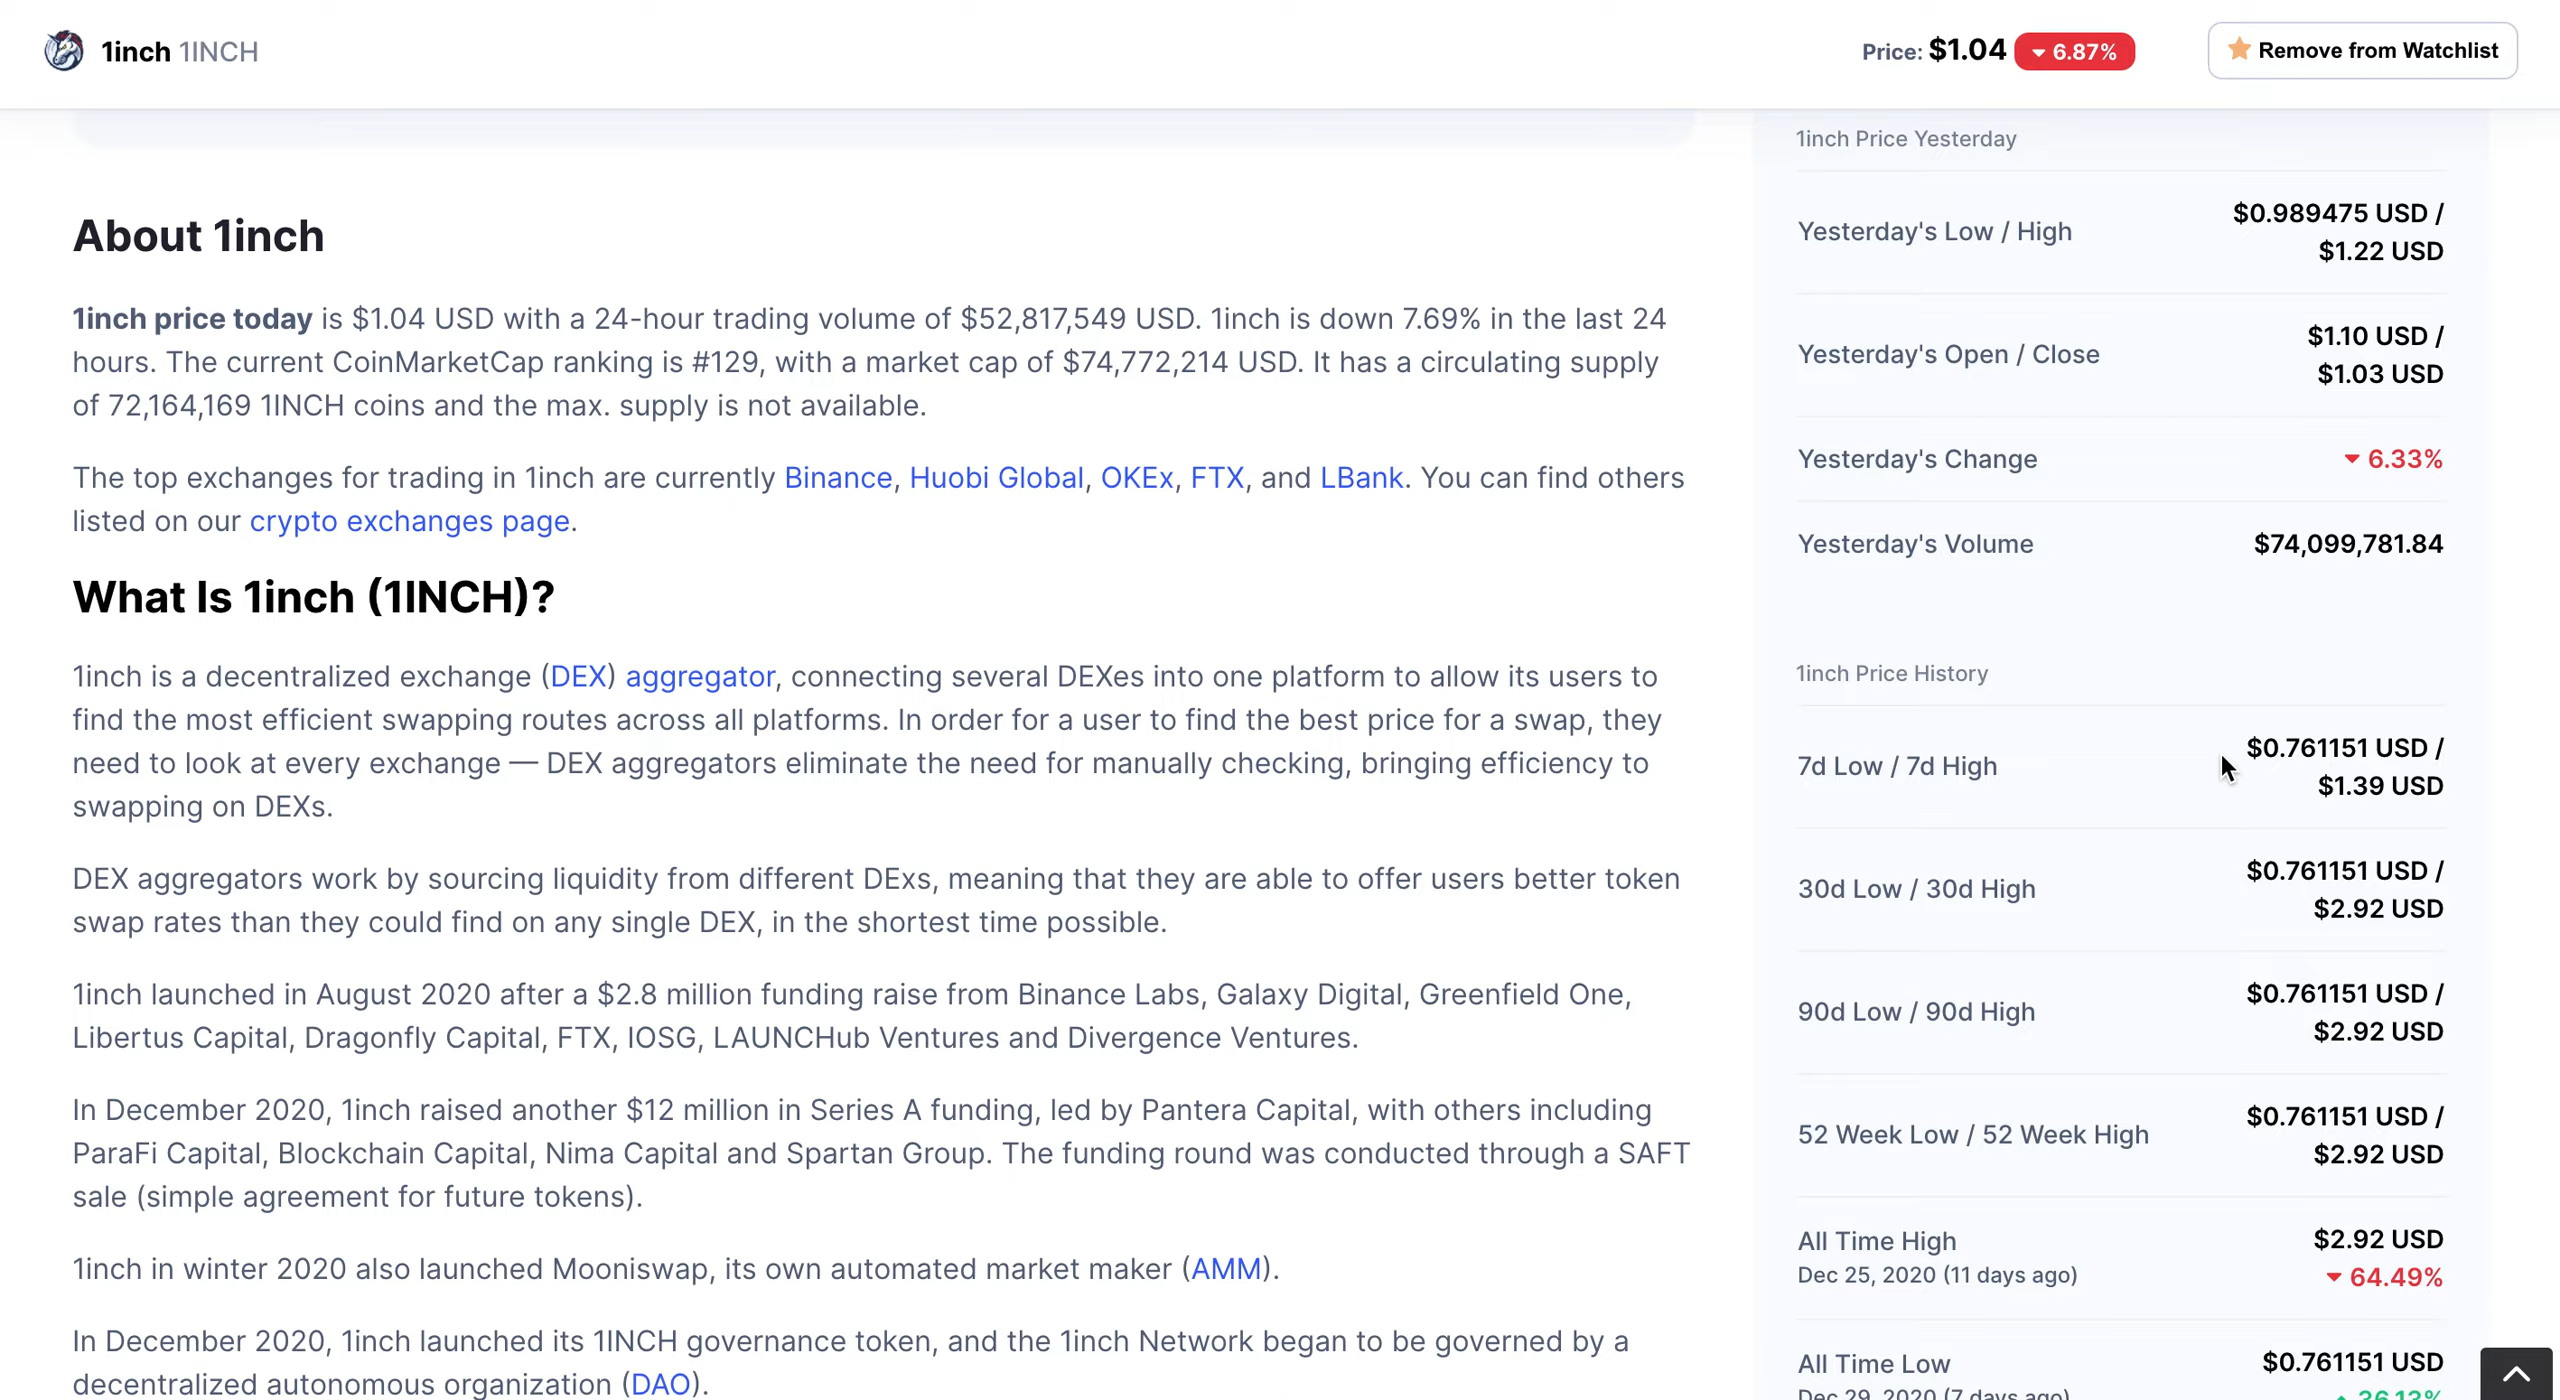 1inch 1INCH
Price: $1.04 6.87%
Remove from Watchlist
About 1inch
1inch price today is $1.04 USD with a 24-hour trading volume of $52,817,549 USD. 1inch is down 7.69% in the last 24
hours. The current CoinMarketCap ranking is #129, with a market cap of $74,772,214 USD. It has a circulating supply
of 72,164,169 1INCH coins and the max. supply is not available.
The top exchanges for trading in 1inch are currently Binance, Huobi Global, OKEx, FTX, and LBank. You can find others
listed on our crypto exchanges page.
What Is 1inch (1INCH)?
1inch is a decentralized exchange (DEX) aggregator, connecting several DEXes into one platform to allow its users to
find the most efficient swapping routes across all platforms. In order for a user to find the best price for a swap, they
need to look at every exchange — DEX aggregators eliminate the need for manually checking, bringing efficiency to
swapping on DEXs.
DEX aggregators work by sourcing liquidity from different DExs, meaning that they are able to offer users better token
swap rates than they could find on any single DEX, in the shortest time possible.
1inch launched in August 2020 after a $2.8 million funding raise from Binance Labs, Galaxy Digital, Greenfield One,
Libertus Capital, Dragonfly Capital, FTX, IOSG, LAUNCHub Ventures and Divergence Ventures.
In December 2020, 1inch raised another $12 million in Series A funding, led by Pantera Capital, with others including
ParaFi Capital, Blockchain Capital, Nima Capital and Spartan Group. The funding round was conducted through a SAFT
sale (simple agreement for future tokens).
1inch in winter 2020 also launched Mooniswap, its own automated market maker (AMM).
In December 2020, 1inch launched its 1INCH governance token, and the 1inch Network began to be governed by a
decentralized autonomous organization (DAO).
1inch Price Yesterday
Yesterday's Low / High
$0.989475 USD /
$1.22 USD
Yesterday's Open / Close
$1.10 USD /
$1.03 USD
Yesterday's Change
6.33%
Yesterday's Volume
$74,099,781.84
1inch Price History
7d Low / 7d High
$0.761151 USD /
$1.39 USD
30d Low / 30d High
$0.761151 USD /
$2.92 USD
90d Low / 90d High
$0.761151 USD /
$2.92 USD
52 Week Low / 52 Week High
$0.761151 USD /
$2.92 USD
All Time High
$2.92 USD
Dec 25, 2020 (11 days ago)
64.49%
All Time Low
$0.761151 USD
Dec 29, 2020 (7 days ago)
36.13%